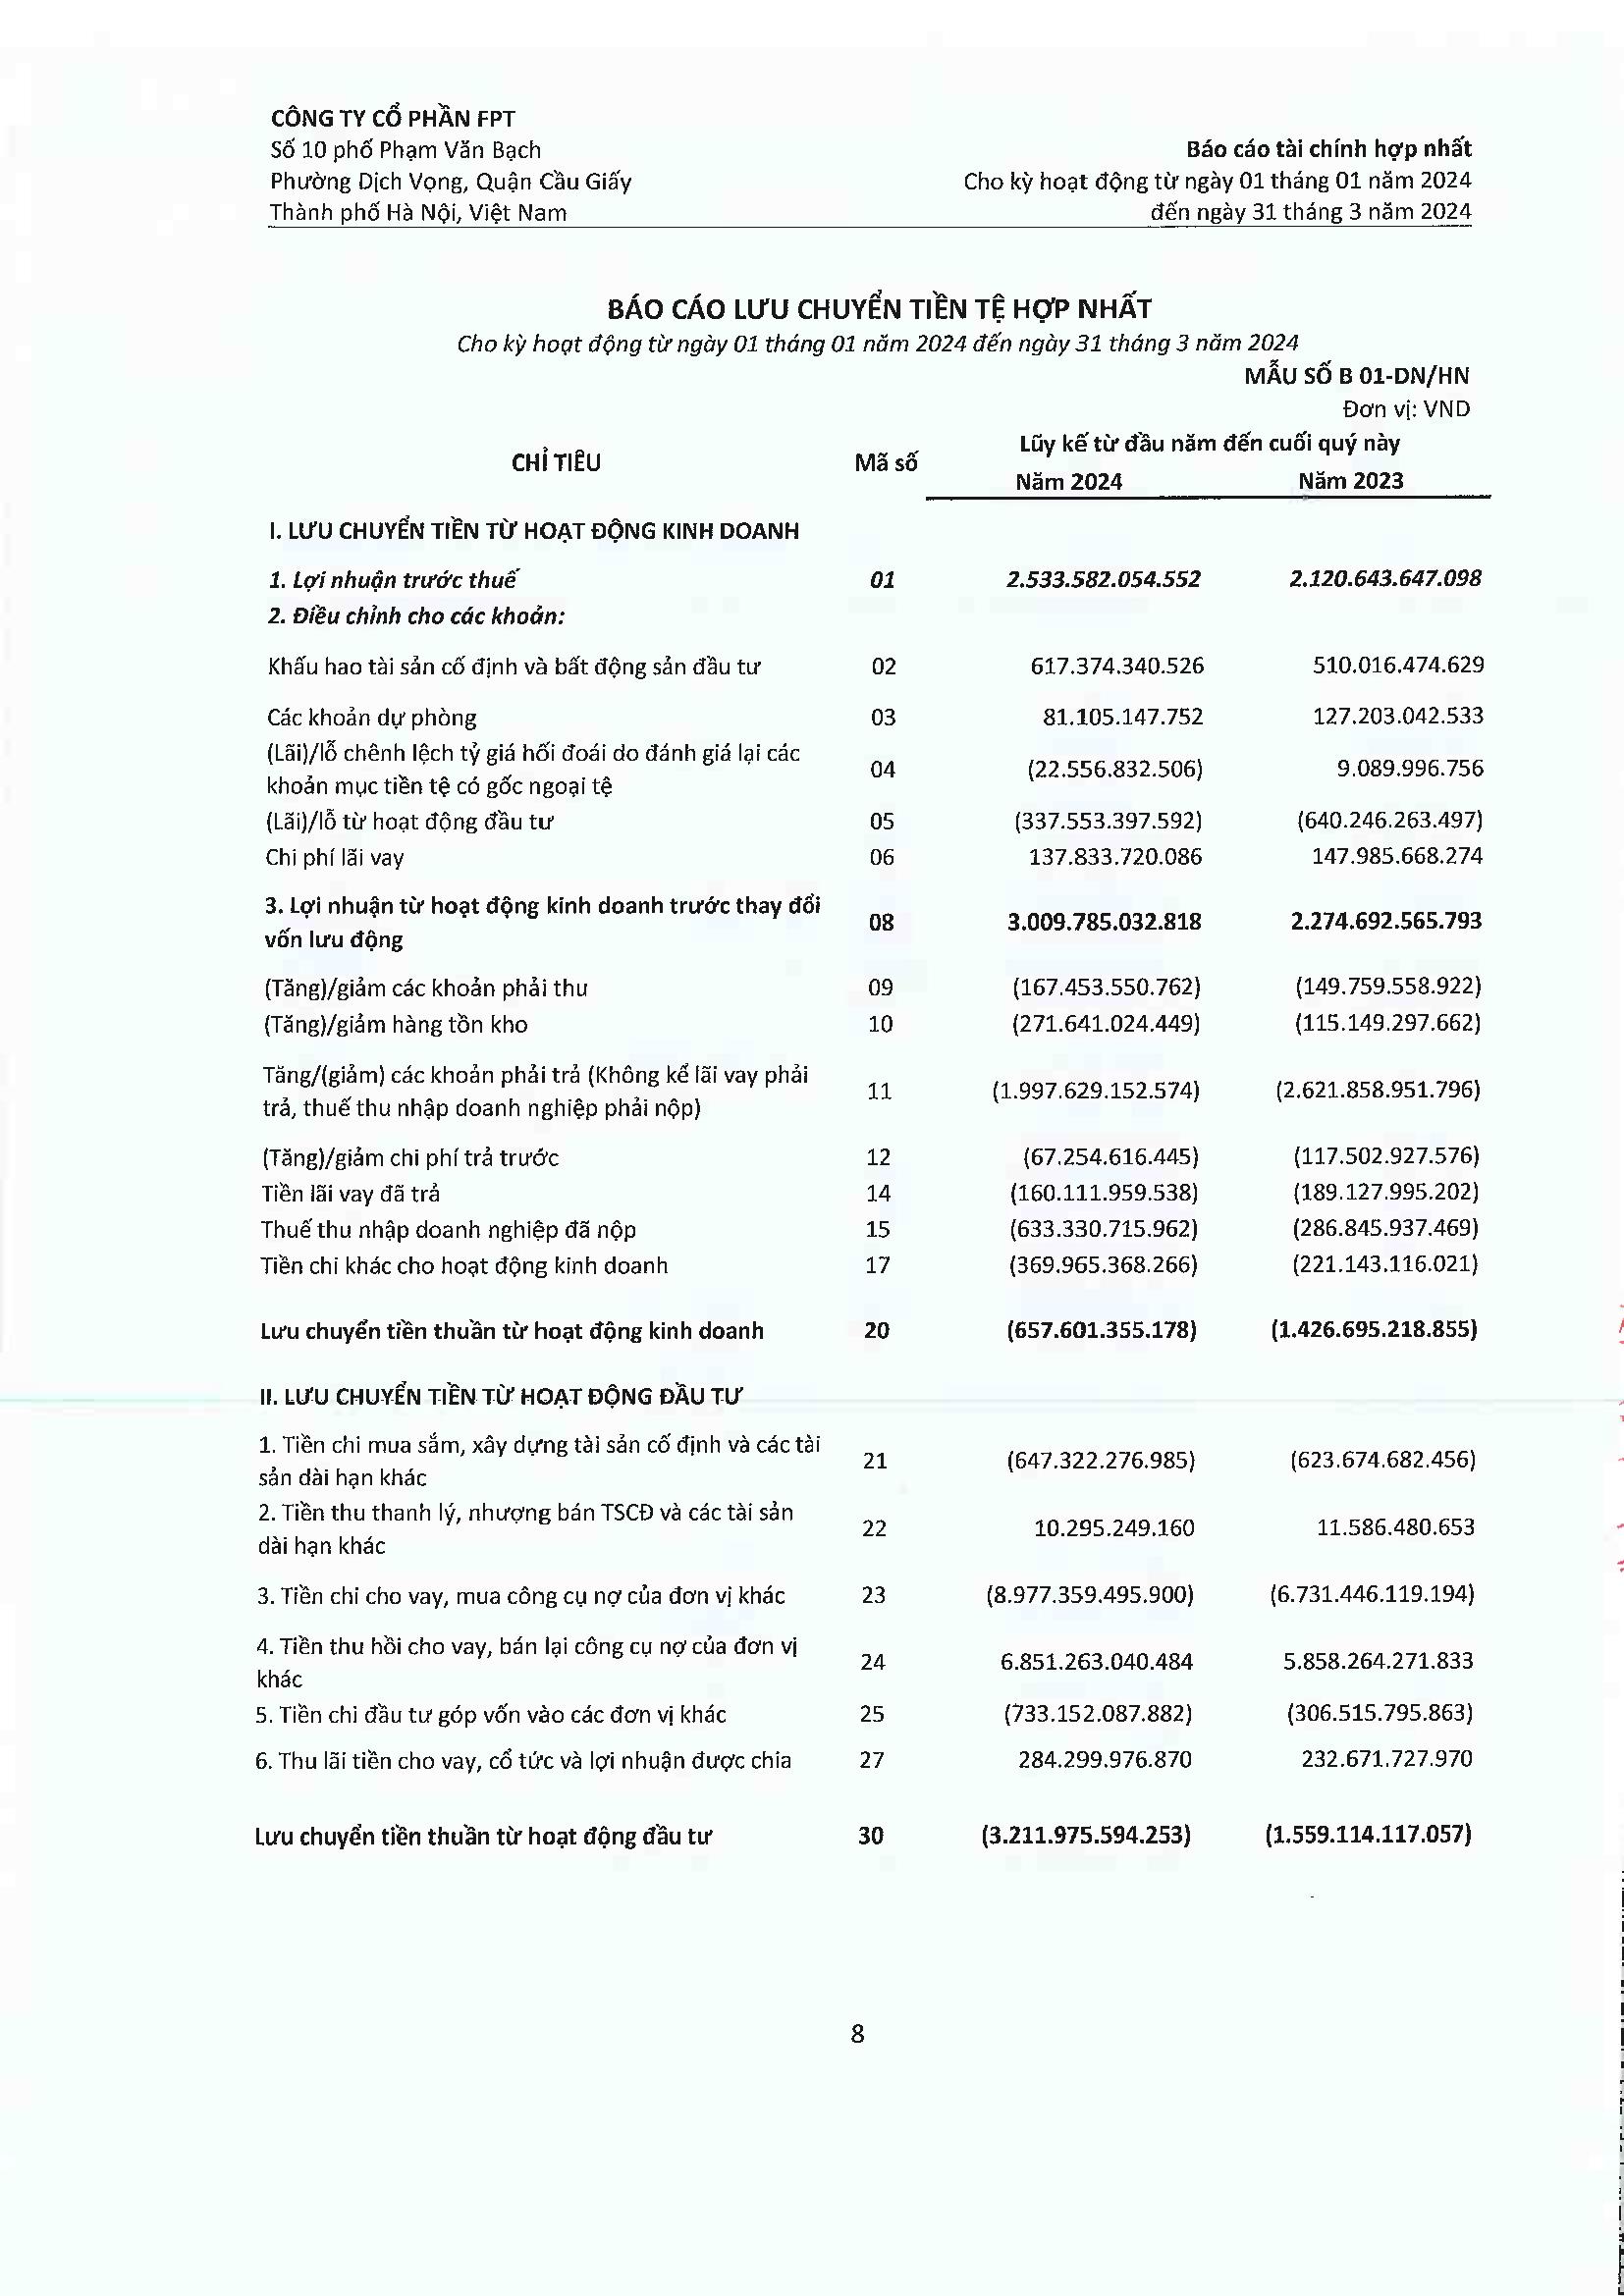 CÔNG TY CỔ PHẦN FPT
Số 10 phố Phạm Văn Bạch
Phường Dịch Vọng, Quận Cầu Giấy
Thành phố Hà Nội, Việt Nam
Báo cáo tài chính hợp nhất
Cho kỳ hoạt động từ ngày 01 tháng 01 năm 2024
đến ngày 31 tháng 3 năm 2024
BÁO CÁO LƯU CHUYỂN TIỀN TỆ HỢP NHẤT
Cho kỳ hoạt động từ ngày 01 tháng 01 năm 2024 đến ngày 31 tháng 3 năm 2024
MẪU SỐ B 01-DN/HN
Đơn vị: VND
CHỈ TIÊU Mã số Lũy kế từ đầu năm đến cuối quý này
Năm 2024 Năm 2023
I. LƯU CHUYỂN TIỀN TỪ HOẠT ĐỘNG KINH DOANH
1. Lợi nhuận trước thuế 01 2.533.582.054.552 2.120.643.647.098
2. Điều chỉnh cho các khoản:
Khấu hao tài sản cố định và bất động sản đầu tư 02 617.374.340.526 510.016.474.629
Các khoản dự phòng 03 81.105.147.752 127.203.042.533
(Lãi)/lỗ chênh lệch tỷ giá hối đoái do đánh giá lại các
khoản mục tiền tệ có gốc ngoại tệ 04 (22.556.832.506) 9.089.996.756
(Lãi)/lỗ từ hoạt động đầu tư 05 (337.553.397.592) (640.246.263.497)
Chi phí lãi vay 06 137.833.720.086 147.985.668.274
3. Lợi nhuận từ hoạt động kinh doanh trước thay đổi
vốn lưu động 08 3.009.785.032.818 2.274.692.565.793
(Tăng)/giảm các khoản phải thu 09 (167.453.550.762) (149.759.558.922)
(Tăng)/giảm hàng tồn kho 10 (271.641.024.449) (115.149.297.662)
Tăng/(giảm) các khoản phải trả (Không kể lãi vay phải
trả, thuế thu nhập doanh nghiệp phải nộp) 11 (1.997.629.152.574) (2.621.858.951.796)
(Tăng)/giảm chi phí trả trước 12 (67.254.616.445) (117.502.927.576)
Tiền lãi vay đã trả 14 (160.111.959.538) (189.127.995.202)
Thuế thu nhập doanh nghiệp đã nộp 15 (633.330.715.962) (286.845.937.469)
Tiền chi khác cho hoạt động kinh doanh 17 (369.965.368.266) (221.143.116.021)
Lưu chuyển tiền thuần từ hoạt động kinh doanh 20 (657.601.355.178) (1.426.695.218.855)
II. LƯU CHUYỂN TIỀN TỪ HOẠT ĐỘNG ĐẦU TƯ
1. Tiền chi mua sắm, xây dựng tài sản cố định và các tài
sản dài hạn khác 21 (647.322.276.985) (623.674.682.456)
2. Tiền thu thanh lý, nhượng bán TSCĐ và các tài sản
dài hạn khác 22 10.295.249.160 11.586.480.653
3. Tiền chi cho vay, mua công cụ nợ của đơn vị khác 23 (8.977.359.495.900) (6.731.446.119.194)
4. Tiền thu hồi cho vay, bán lại công cụ nợ của đơn vị
khác 24 6.851.263.040.484 5.858.264.271.833
5. Tiền chi đầu tư góp vốn vào các đơn vị khác 25 (733.152.087.882) (306.515.795.863)
6. Thu lãi tiền cho vay, cổ tức và lợi nhuận được chia 27 284.299.976.870 232.671.727.970
Lưu chuyển tiền thuần từ hoạt động đầu tư 30 (3.211.975.594.253) (1.559.114.117.057)
8